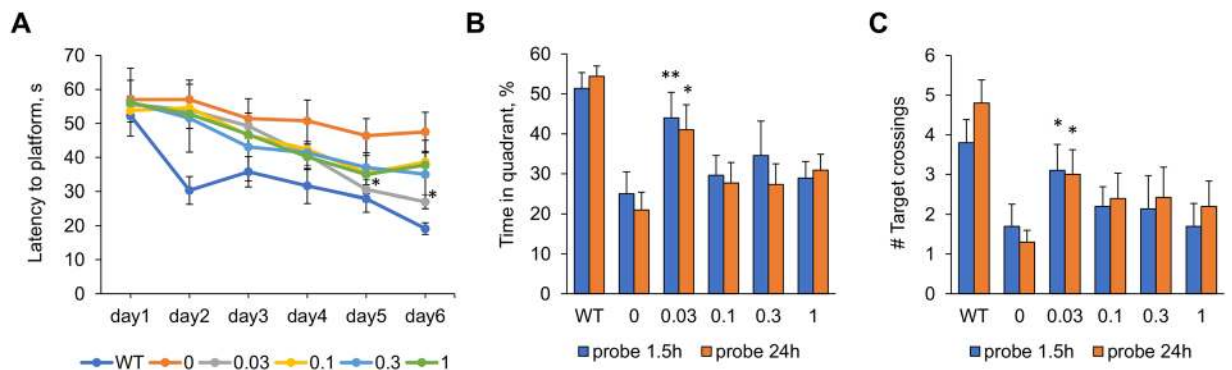 A
Latency to platform, s
70
60
50
40
30
20
10
0
*
*
day1 day2 day3 day4 day5 day6
WT 0 0.03 0.1 0.3 1
B
Time in quadrant, %
60
50
40
30
20
10
0
**
*
WT 0 0.03 0.1 0.3 1
probe 1.5h probe 24h
C
# Target crossings
6
5
4
3
2
1
0
* *
WT 0 0.03 0.1 0.3 1
probe 1.5h probe 24h